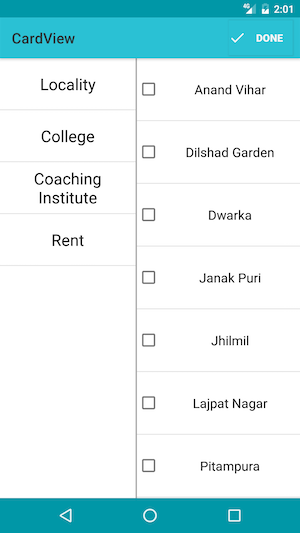 4G 2:01
CardView
DONE
Locality
College
Coaching
Institute
Rent
Anand Vihar
Dilshad Garden
Dwarka
Janak Puri
Jhilmil
Lajpat Nagar
Pitampura